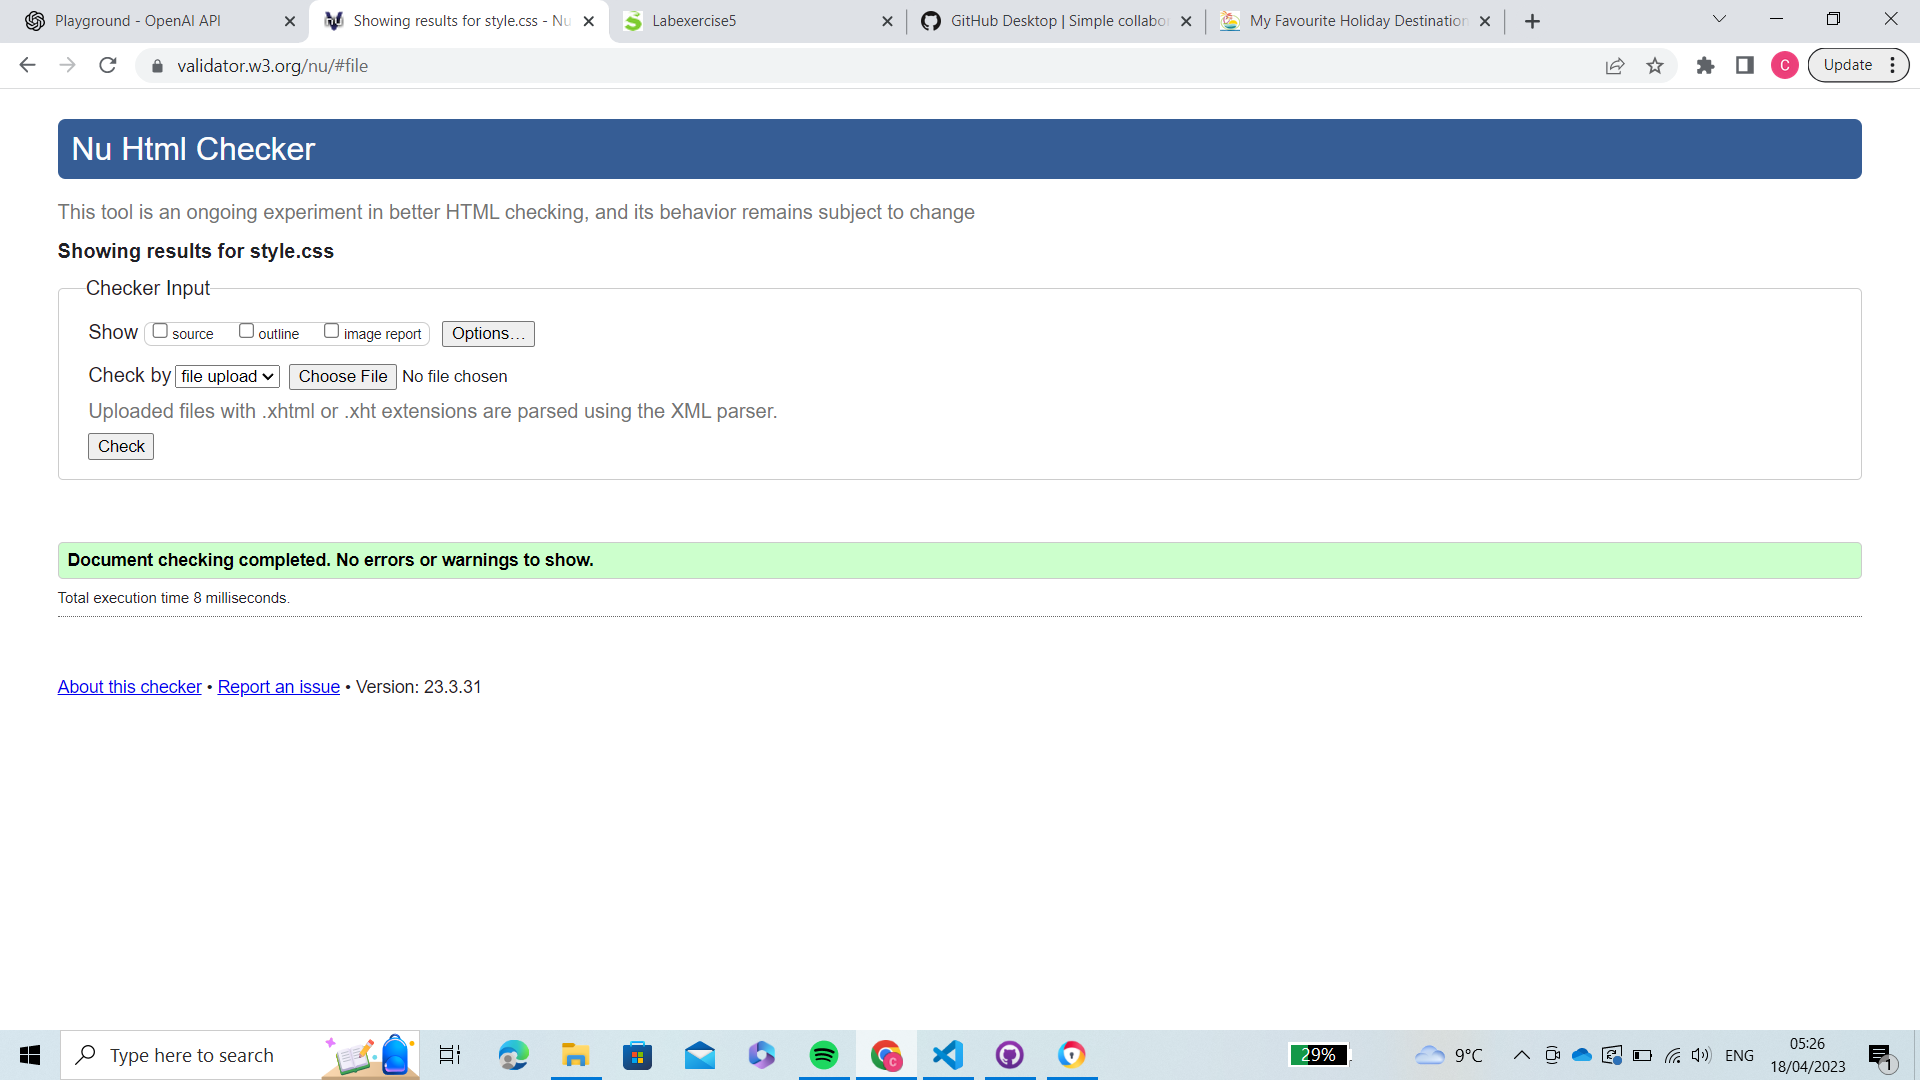 Playground - OpenAI API
Showing results for style.css - Nu
Labexercise5
GitHub Desktop | Simple collabor
My Favourite Holiday Destination
validator.w3.org/nu/#file
C
Update
Nu Html Checker
This tool is an ongoing experiment in better HTML checking, and its behavior remains subject to change
Showing results for style.css
Checker Input
Show source outline image report Options…
Check by file upload Choose File No file chosen
Uploaded files with .xhtml or .xht extensions are parsed using the XML parser.
Check
Document checking completed. No errors or warnings to show.
Total execution time 8 milliseconds.
About this checker • Report an issue • Version: 23.3.31
Type here to search
C
29%
9°C
ENG
05:26
18/04/2023
1